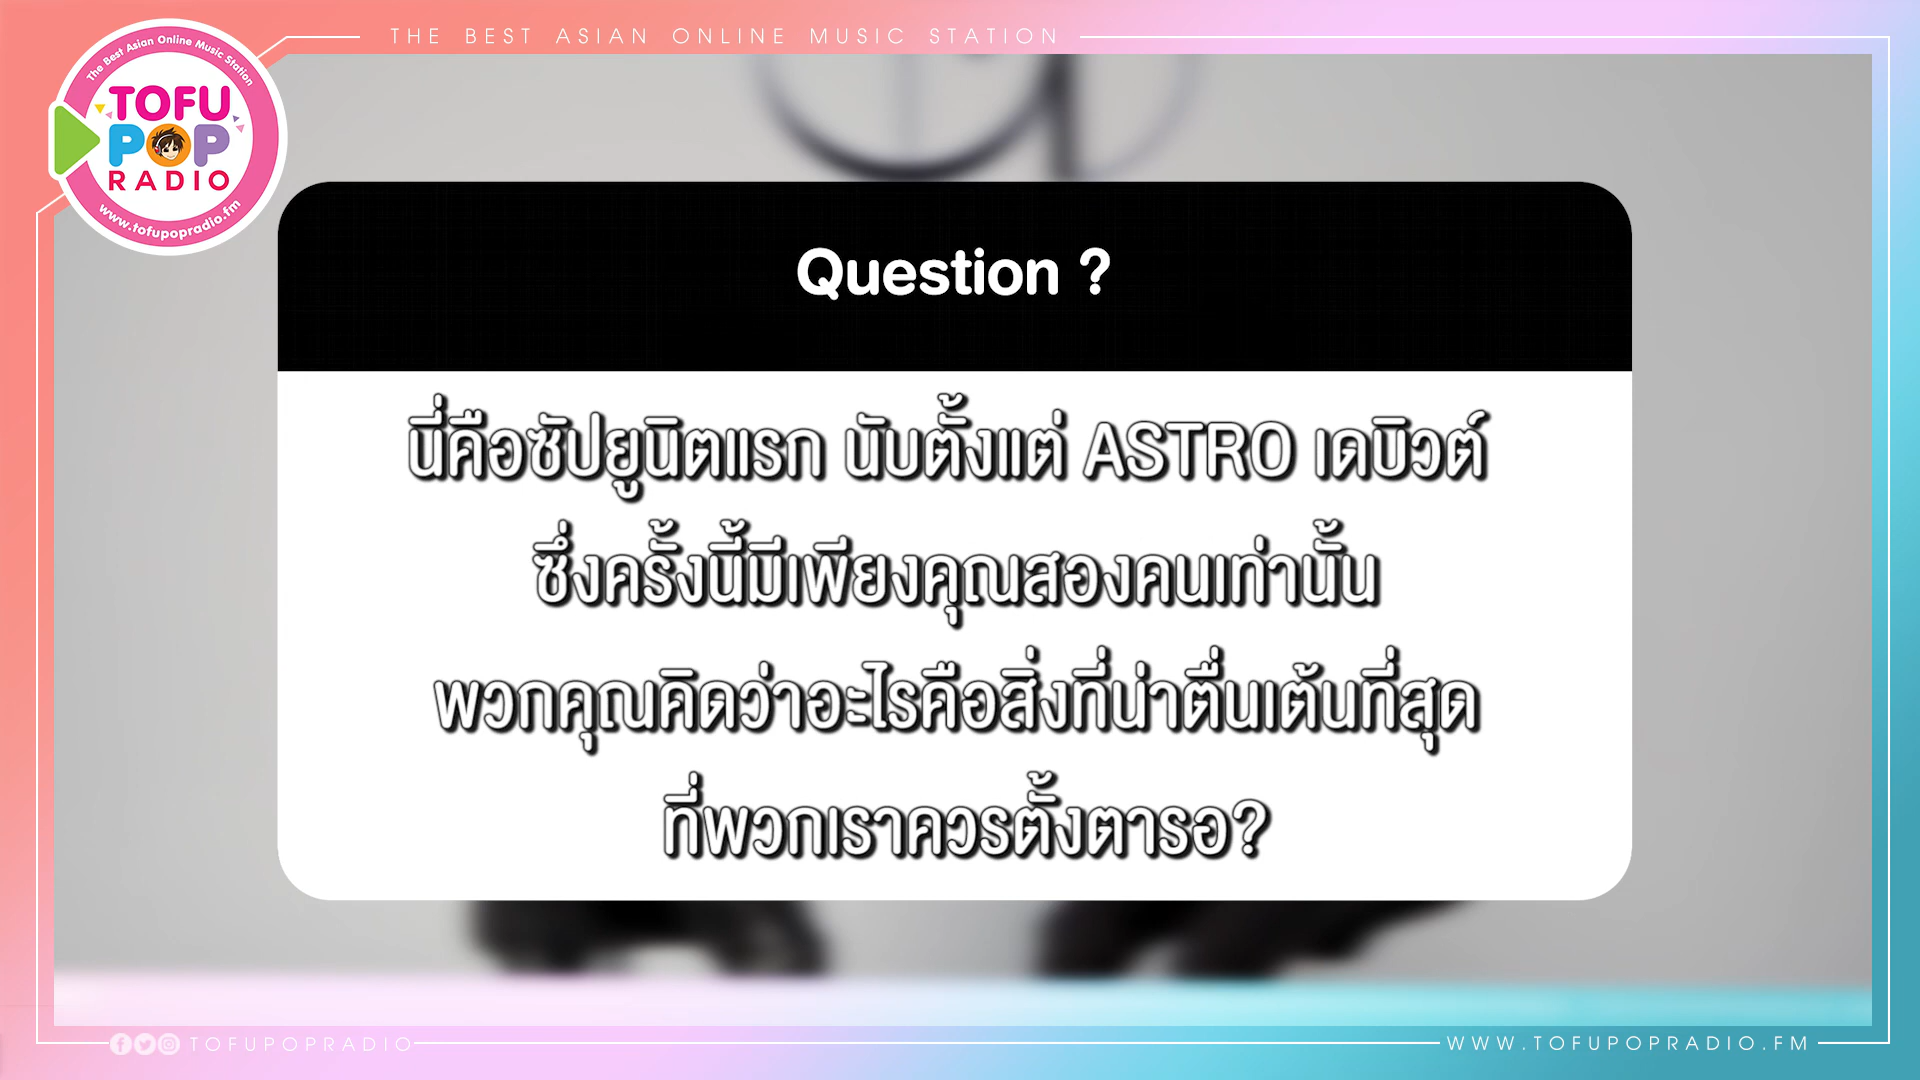 THE BEST ASIAN ONLINE MUSIC STATION
The Best Asian Online Music Station
TOFU
POP
RADIO
www.tofupopradio.fm
Question ?
นี่คือซัปยูนิตแรก นับตั้งแต่ ASTRO เดบิวต์
ซึ่งครั้งนี้มีเพียงคุณสองคนเท่านั้น
พวกคุณคิดว่าอะไรคือสิ่งที่น่าตื่นเต้นที่สุด
ที่พวกเราควรตั้งตารอ?
TOFUPOPRADIO
WWW.TOFUPOPRADIO.FM